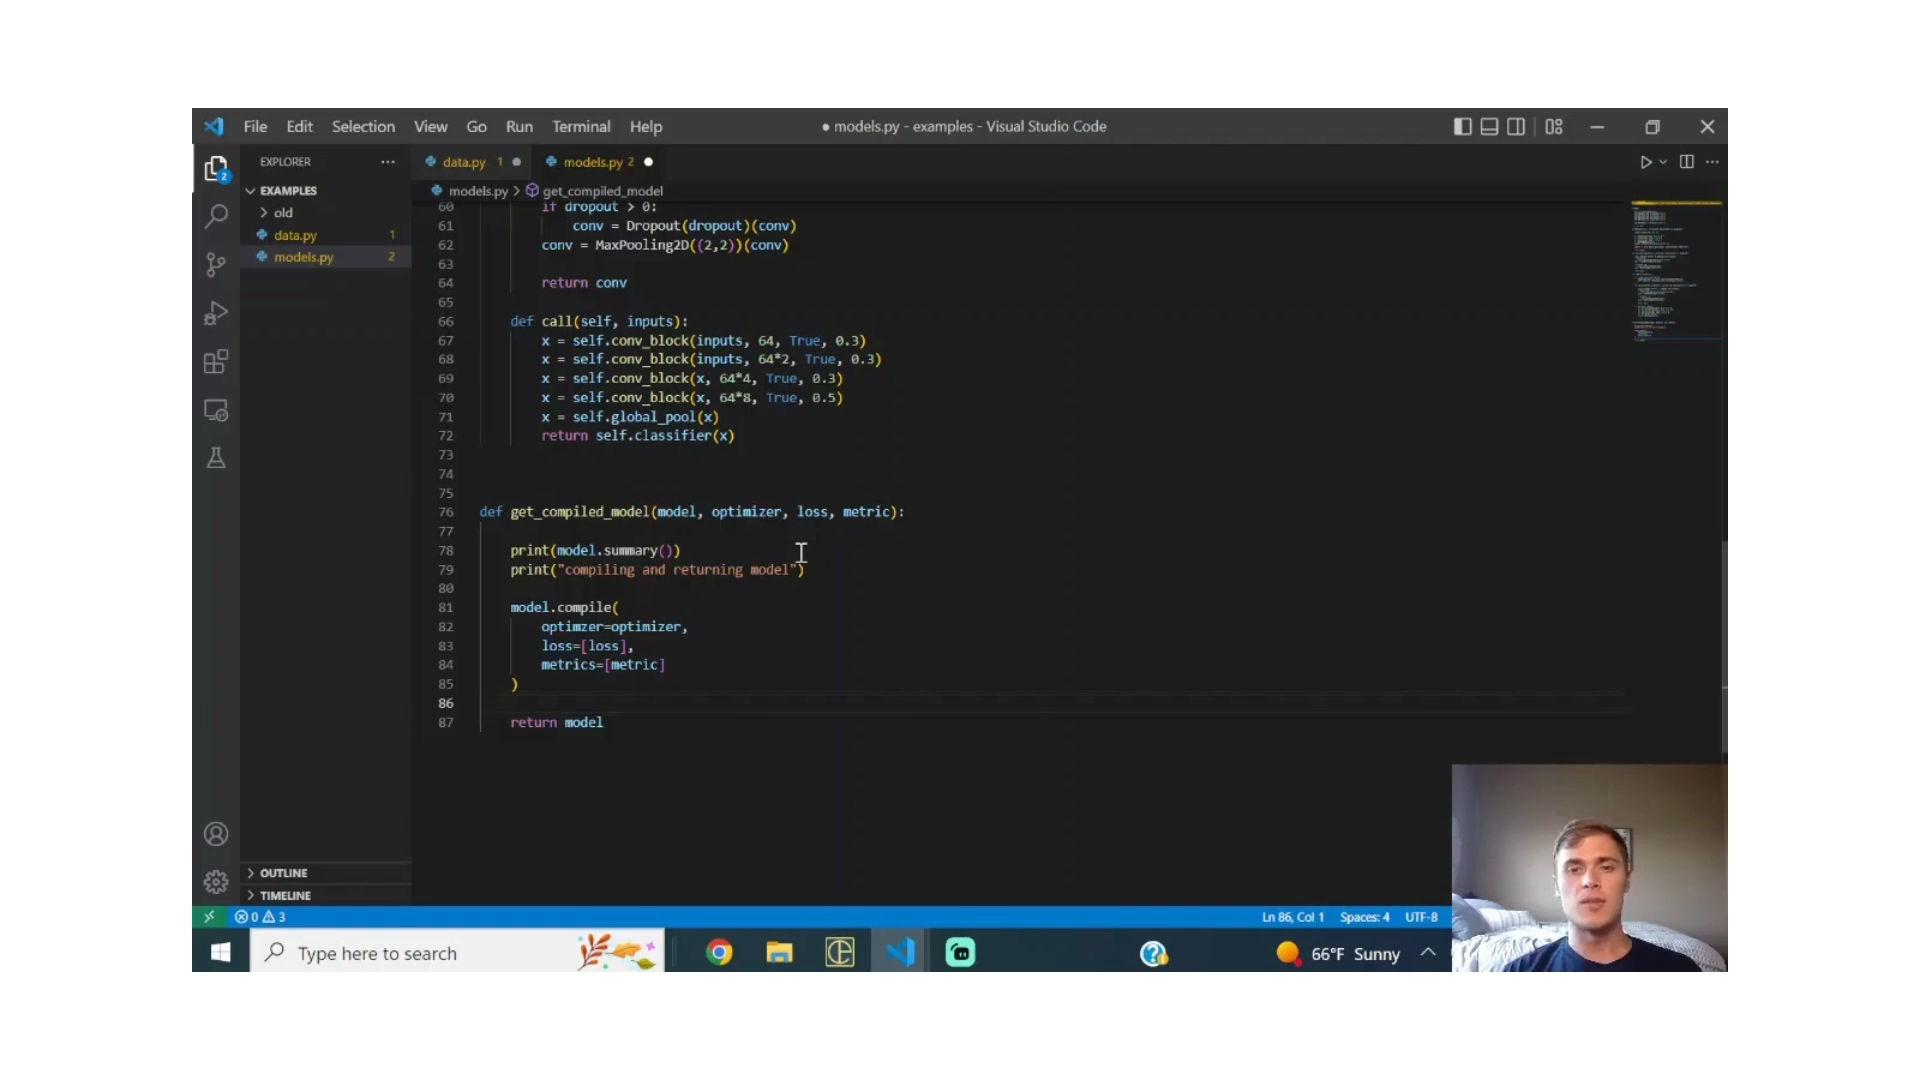 File Edit Selection View Go Run Terminal Help
● models.py - examples - Visual Studio Code
EXPLORER ...
data.py 1
models.py 2
EXAMPLES
models.py > get_compiled_model
old
data.py 1
models.py 2
2
60 if dropout > 0:
61 conv = Dropout(dropout)(conv)
62 conv = MaxPooling2D((2,2))(conv)
63
64 return conv
65
66 def call(self, inputs):
67 x = self.conv_block(inputs, 64, True, 0.3)
68 x = self.conv_block(inputs, 64*2, True, 0.3)
69 x = self.conv_block(x, 64*4, True, 0.3)
70 x = self.conv_block(x, 64*8, True, 0.5)
71 x = self.global_pool(x)
72 return self.classifier(x)
73
74
75
76 def get_compiled_model(model, optimizer, loss, metric):
77
78 print(model.summary())
79 print("compiling and returning model")
80
81 model.compile(
82 optimzer=optimizer,
83 loss=[loss],
84 metrics=[metric]
85 )
86
87 return model
OUTLINE
TIMELINE
0 3
Ln 86, Col 1 Spaces: 4 UTF-8
Type here to search
66°F Sunny